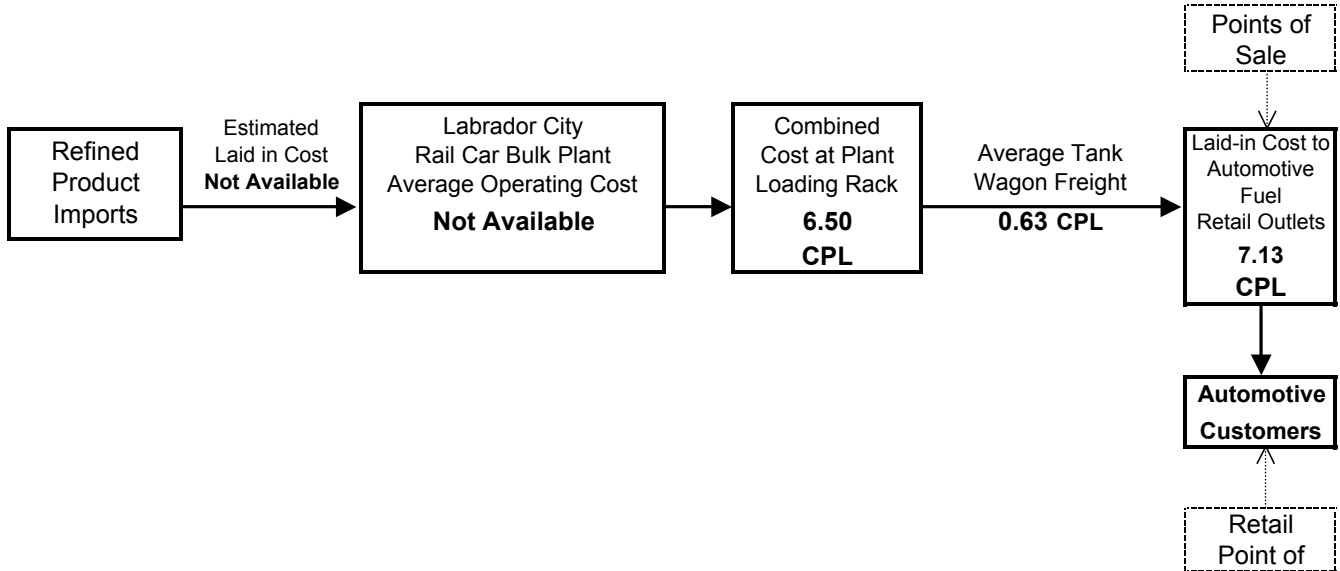 Points of
Sale
Refined
Product
Imports
Estimated
Laid in Cost
Not Available
Labrador City
Rail Car Bulk Plant
Average Operating Cost
Not Available
Combined
Cost at Plant
Loading Rack
6.50
CPL
Average Tank
Wagon Freight
0.63 CPL
Laid-in Cost to
Automotive
Fuel
Retail Outlets
7.13
CPL
Automotive
Customers
Retail
Point of